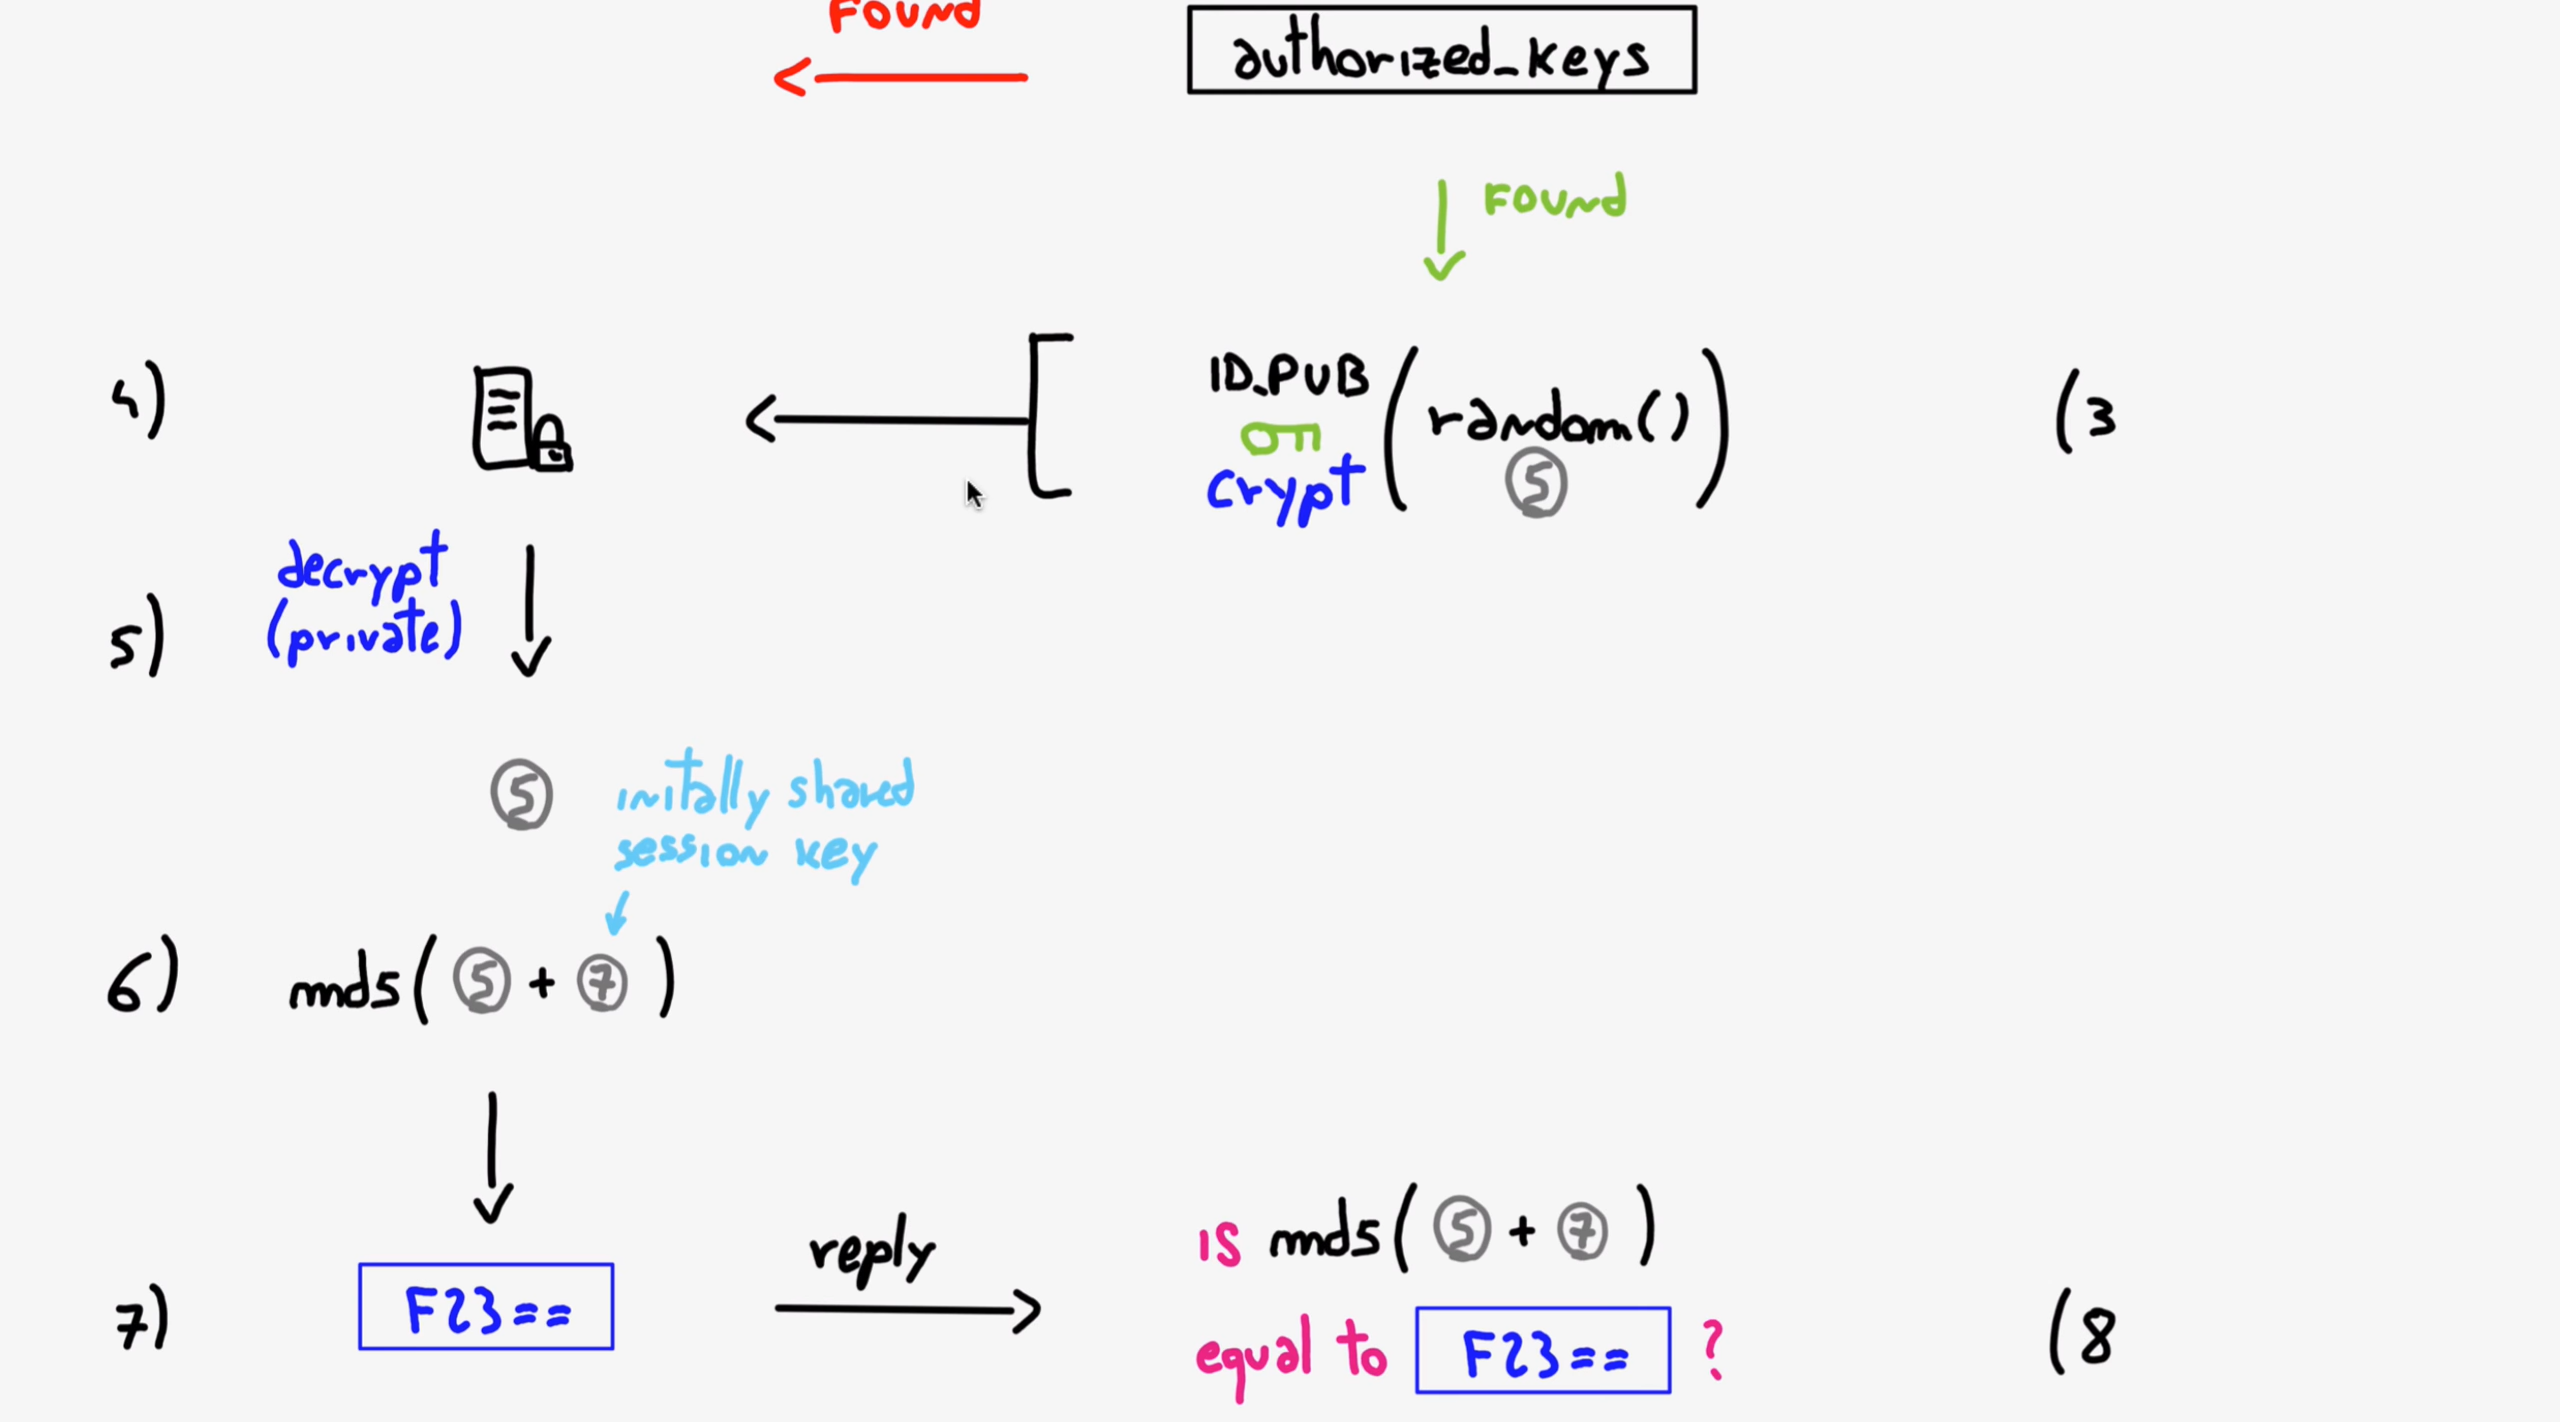 Found
authorized_keys
Found
4)
ID.PUB
crypt
(random())
5
(3
decrypt
(private)
5)
5
initally shared
session key
6)
md5(5 + 7)
reply
is md5(5 + 7)
7)
F23==
equal to F23== ?
(8